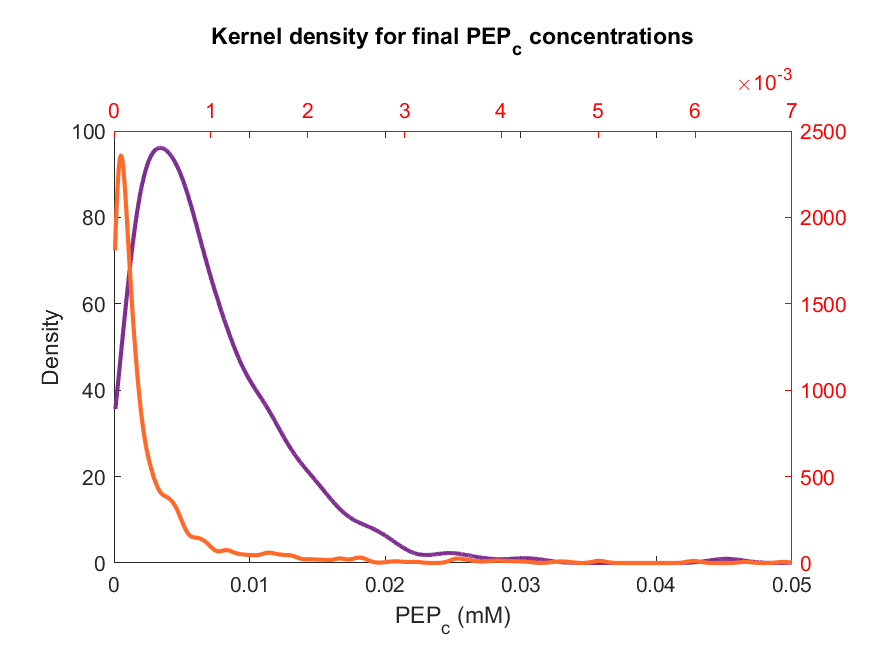 Kernel density for final PEPc concentrations
×10-3
0 1 2 3 4 5 6 7
100 2500
80 2000
60 1500
Density
40 1000
20 500
0 0
0 0.01 0.02 0.03 0.04 0.05
PEPc (mM)